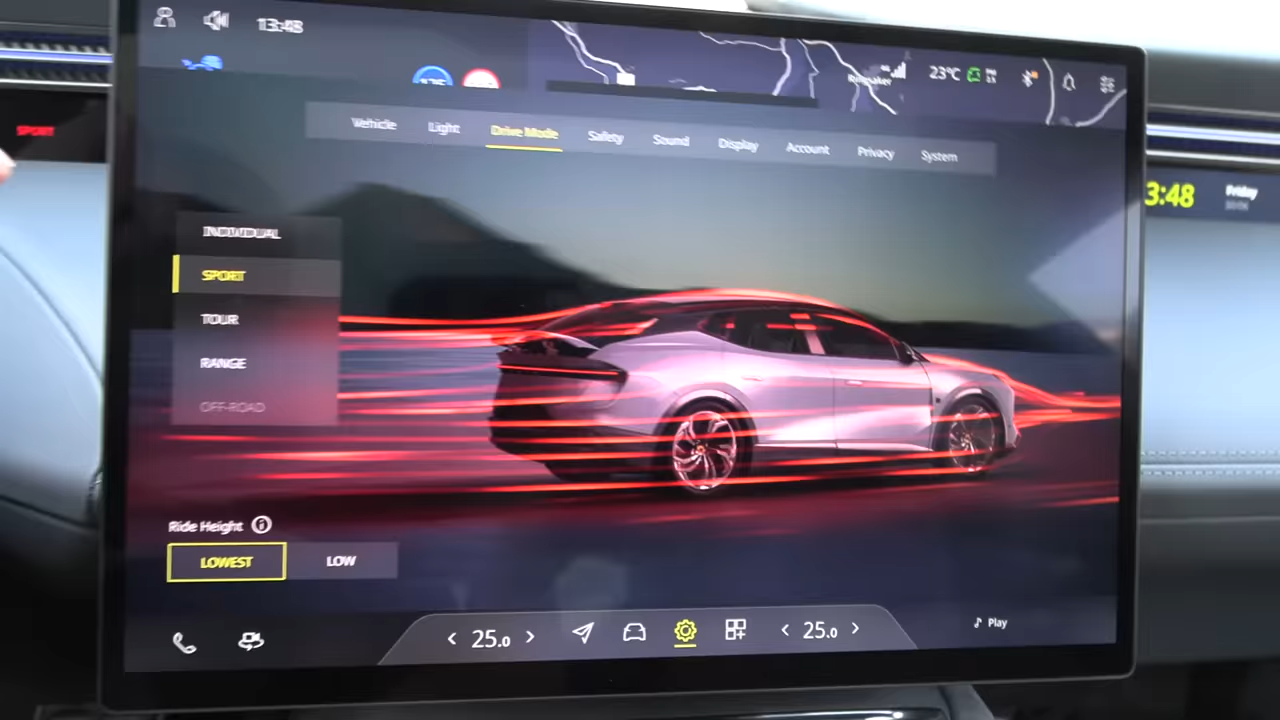 13:48
23°C
SPORT
Vehicle Light Drive Mode Safety Sound Display Account Privacy System
3:48 Friday
INDIVIDUAL
SPORT
TOUR
RANGE
OFF-ROAD
Ride Height
LOWEST LOW
< 25.0 > < 25.0 >
Play